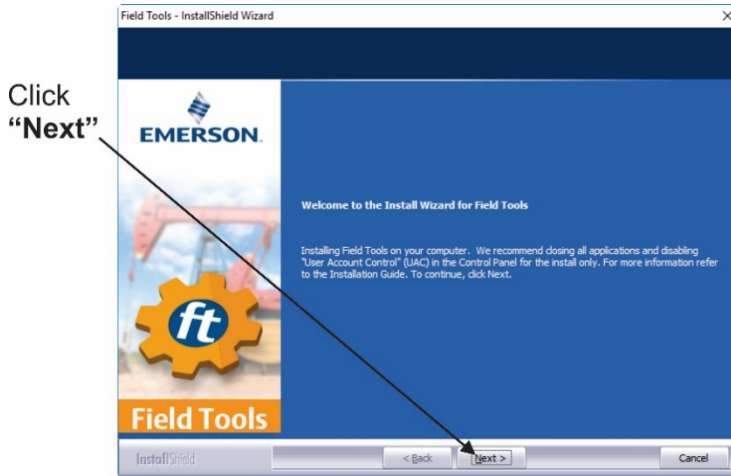 Field Tools - InstallShield Wizard
Click
“Next”
EMERSON
ft
Field Tools
Welcome to the Install Wizard for Field Tools
Installing Field Tools on your computer. We recommend closing all applications and disabling
"User Account Control" (UAC) in the Control Panel for the install only. For more information refer
to the Installation Guide. To continue, click Next.
InstallShield
< Back
Next >
Cancel